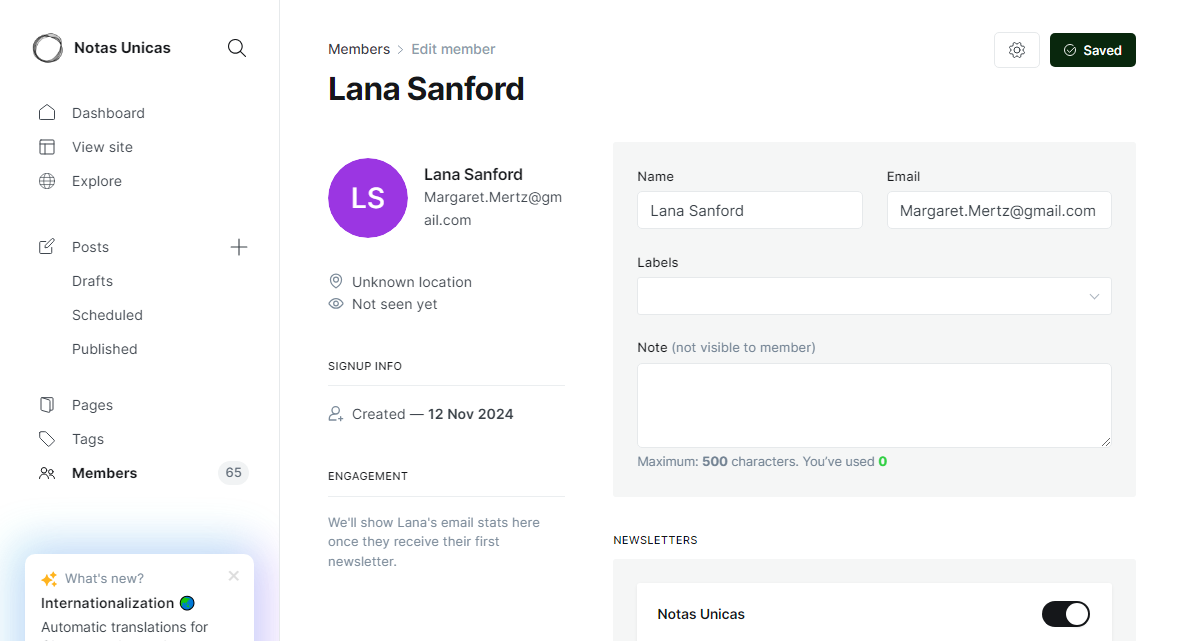 Notas Unicas
Dashboard
View site
Explore
Posts
Drafts
Scheduled
Published
Pages
Tags
Members 65
What's new?
Internationalization
Automatic translations for
Members > Edit member
Saved
Lana Sanford
LS
Lana Sanford
Margaret.Mertz@gm
ail.com
Unknown location
Not seen yet
SIGNUP INFO
Created — 12 Nov 2024
ENGAGEMENT
We'll show Lana's email stats here
once they receive their first
newsletter.
Name
Lana Sanford
Email
Margaret.Mertz@gmail.com
Labels
Note (not visible to member)
Maximum: 500 characters. You've used 0
NEWSLETTERS
Notas Unicas